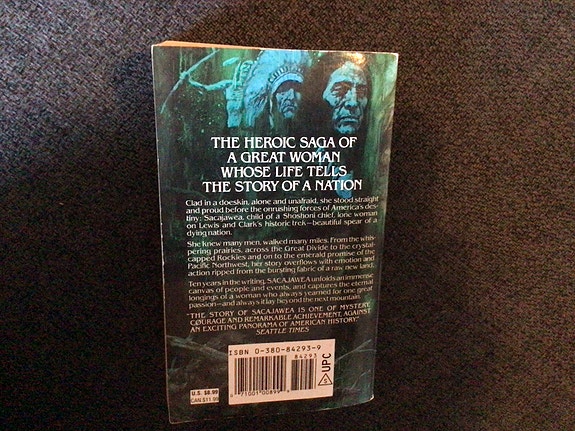 THE HEROIC SAGA OF
A GREAT WOMAN
WHOSE LIFE TELLS
THE STORY OF A NATION
Clad in a doeskin, alone and unafraid, she stood straight
and proud before the onrushing forces of America's des-
tiny: Sacajawea, child of a Shoshoni chief, lone woman
on Lewis and Clark's historic trek—beautiful spear of a
dying nation.
She knew many men, walked many miles. From the whis-
pering prairies, across the Great Divide to the crystal-
capped Rockies and on to the emerald promise of the
Pacific Northwest, her story overflows with emotion and
action ripped from the bursting fabric of a raw new land.
Ten years in the writing, SACAJAWEA unfolds an immense
canvas of people and events, and captures the eternal
longings of a woman who always yearned for one great
passion—and always it lay beyond the next mountain.
"THE STORY OF SACAJAWEA IS ONE OF MYSTERY,
COURAGE AND REMARKABLE ACHIEVEMENT, AGAINST
AN EXCITING PANORAMA OF AMERICAN HISTORY."
SEATTLE TIMES
ISBN 0-380-84293-9
84293
UPC
S
U.S. $8.99
CAN. $11.99
71001 00899